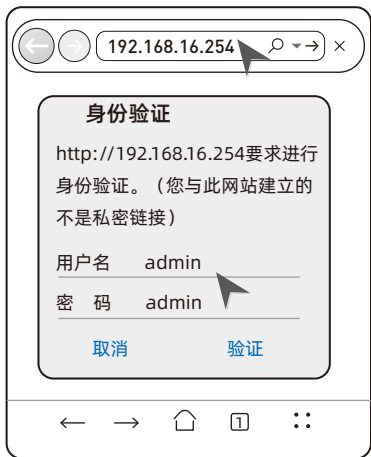 192.168.16.254
身份验证
http://192.168.16.254要求进行
身份验证。（您与此网站建立的
不是私密链接）
用户名 admin
密 码 admin
取消 验证
1